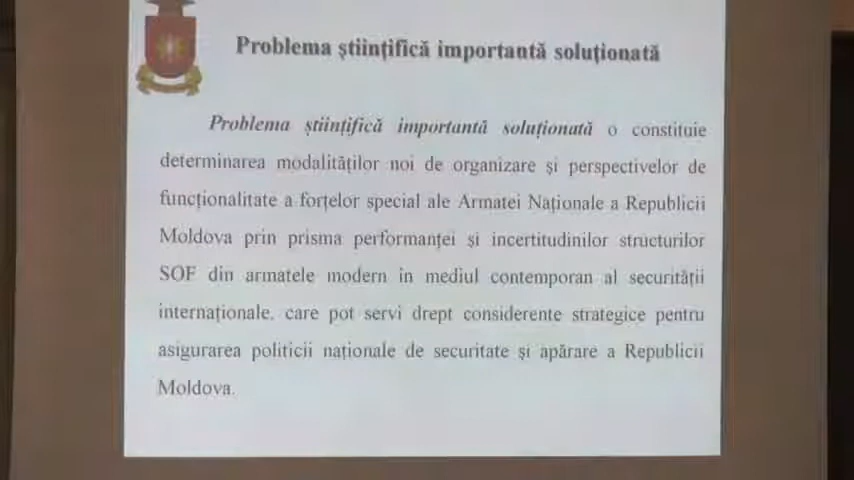 Problema științifică importantă soluționată
Problema științifică importantă soluționată o constituie
determinarea modalităților noi de organizare și perspectivelor de
funcționalitate a forțelor special ale Armatei Naționale a Republicii
Moldova prin prisma performanței și incertitudinilor structurilor
SOF din armatele modern în mediul contemporan al securității
internaționale, care pot servi drept considerente strategice pentru
asigurarea politicii naționale de securitate și apărare a Republicii
Moldova.